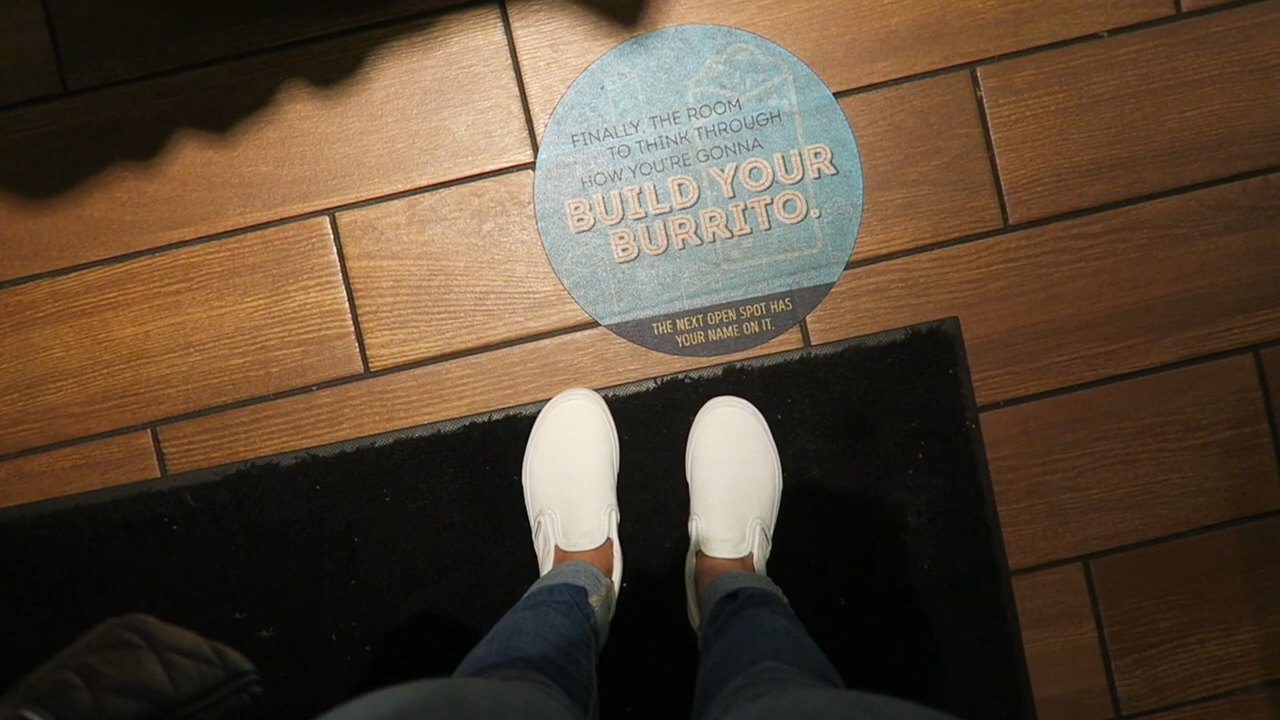 FINALLY, THE ROOM
TO THINK THROUGH
HOW YOU'RE GONNA
BUILD YOUR
BURRITO.
THE NEXT OPEN SPOT HAS
YOUR NAME ON IT.